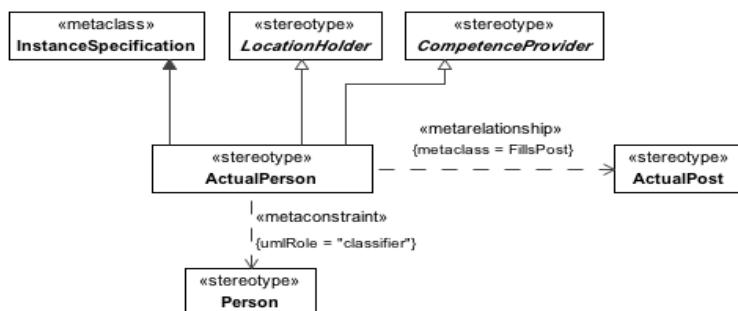 «metaclass»
InstanceSpecification
«stereotype»
LocationHolder
«stereotype»
CompetenceProvider
«metarelationship»
{metaclass = FillsPost}
«stereotype»
ActualPerson
«stereotype»
ActualPost
«metaconstraint»
{umlRole = "classifier"}
«stereotype»
Person